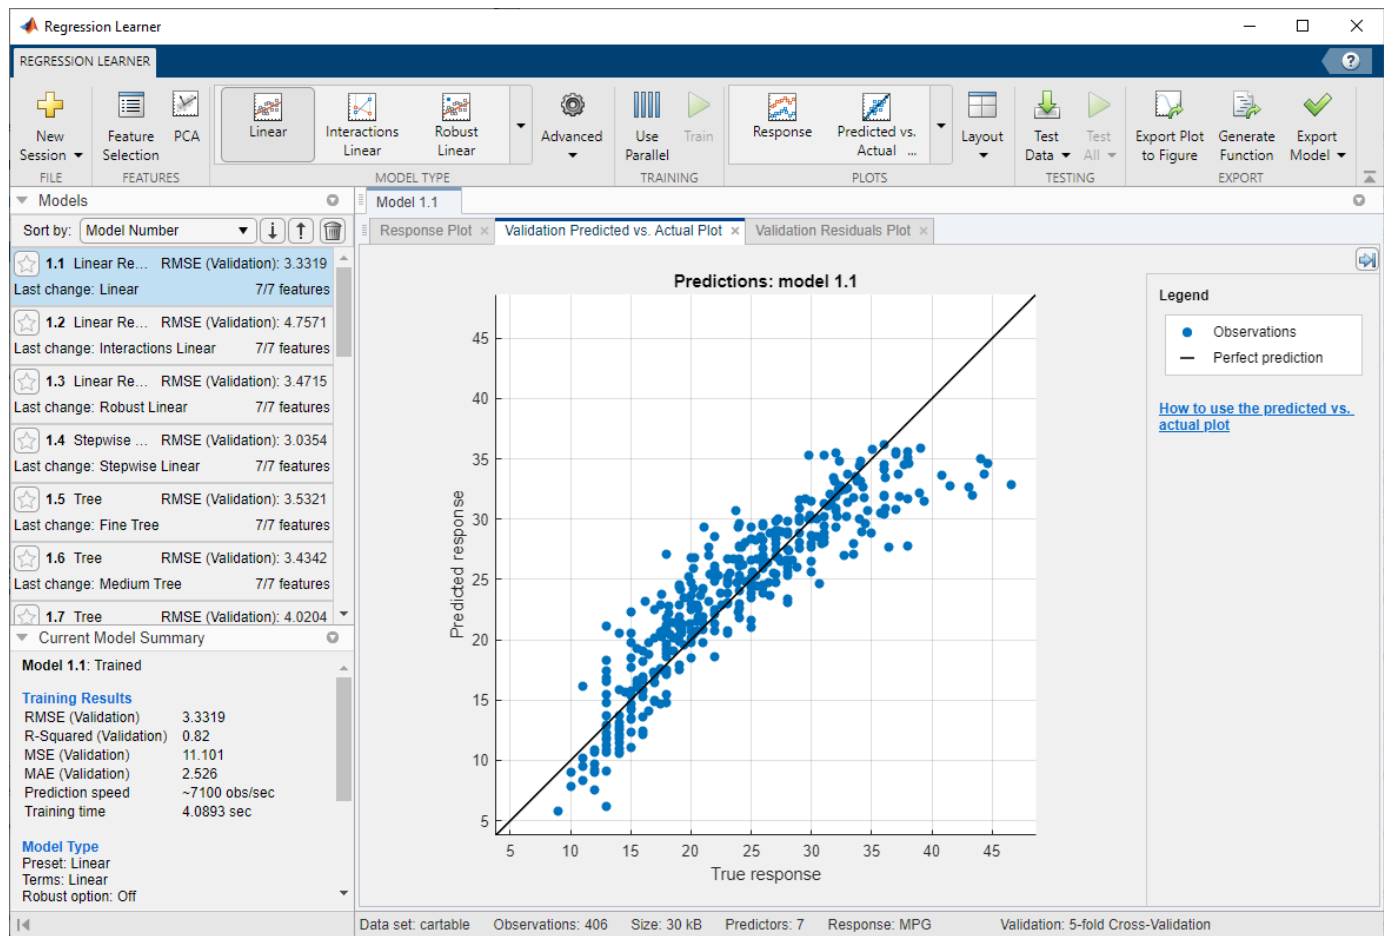 Regression Learner
REGRESSION LEARNER
?
New
Session
Feature
Selection
PCA
Linear
Interactions
Linear
Robust
Linear
Advanced
Use
Parallel
Train
Response
Predicted vs.
Actual ...
Layout
Test
Data
Test
All
Export Plot
to Figure
Generate
Function
Export
Model
FILE
FEATURES
MODEL TYPE
TRAINING
PLOTS
TESTING
EXPORT
Models
Sort by: Model Number
1.1 Linear Re... RMSE (Validation): 3.3319
Last change: Linear 7/7 features
1.2 Linear Re... RMSE (Validation): 4.7571
Last change: Interactions Linear 7/7 features
1.3 Linear Re... RMSE (Validation): 3.4715
Last change: Robust Linear 7/7 features
1.4 Stepwise ... RMSE (Validation): 3.0354
Last change: Stepwise Linear 7/7 features
1.5 Tree RMSE (Validation): 3.5321
Last change: Fine Tree 7/7 features
1.6 Tree RMSE (Validation): 3.4342
Last change: Medium Tree 7/7 features
1.7 Tree RMSE (Validation): 4.0204
Current Model Summary
Model 1.1: Trained
Training Results
RMSE (Validation) 3.3319
R-Squared (Validation) 0.82
MSE (Validation) 11.101
MAE (Validation) 2.526
Prediction speed ~7100 obs/sec
Training time 4.0893 sec
Model Type
Preset: Linear
Terms: Linear
Robust option: Off
Model 1.1
Response Plot
Validation Predicted vs. Actual Plot
Validation Residuals Plot
Predictions: model 1.1
45
40
35
30
25
20
15
10
5
Predicted response
5 10 15 20 25 30 35 40 45
True response
Legend
Observations
Perfect prediction
How to use the predicted vs.
actual plot
Data set: cartable Observations: 406 Size: 30 kB Predictors: 7 Response: MPG Validation: 5-fold Cross-Validation